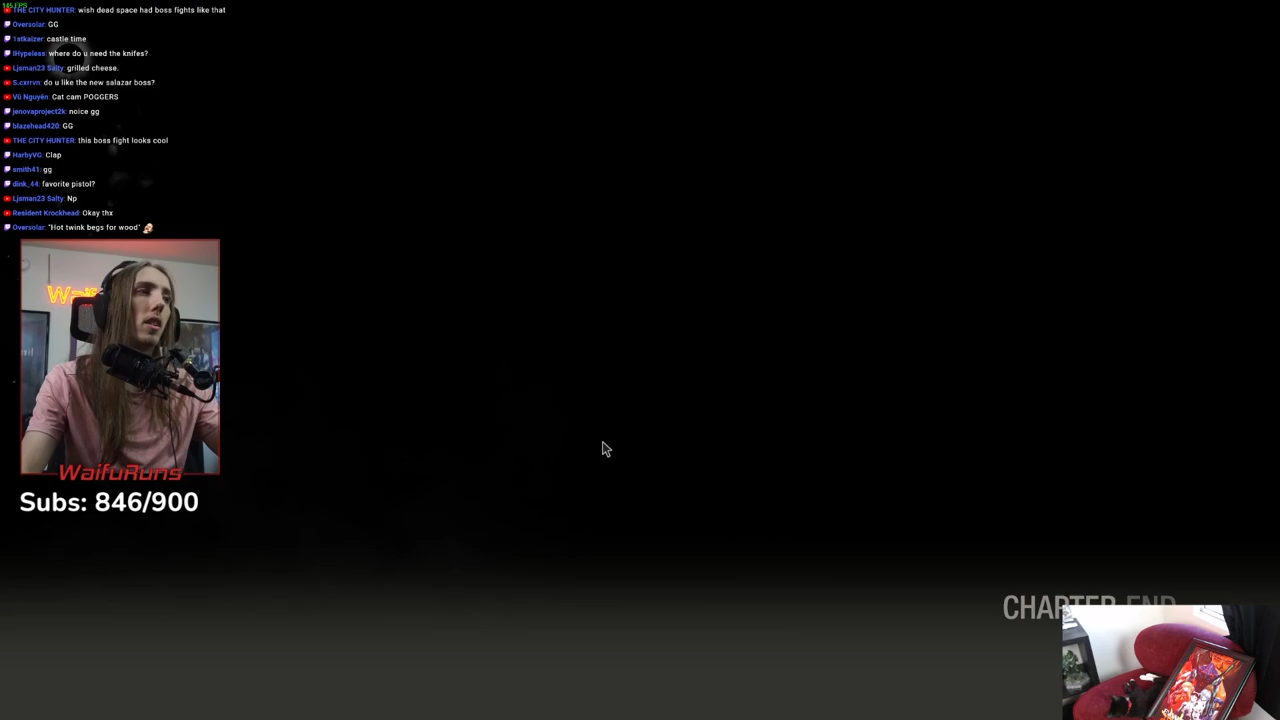 145 FPS
THE CITY HUNTER: wish dead space had boss fights like that
Oversolar: GG
1stkaizer: castle time
IHypeless: where do u need the knifes?
Ljsman23 Salty: grilled cheese.
S.cxrrvn: do u like the new salazar boss?
Vũ Nguyên: Cat cam POGGERS
jenovaproject2k: noice gg
blazehead420: GG
THE CITY HUNTER: this boss fight looks cool
HarbyVG: Clap
smith41: gg
dink_44: favorite pistol?
Ljsman23 Salty: Np
Resident Krockhead: Okay thx
Oversolar: "Hot twink begs for wood"
Waif
WaifuRuns
Subs: 846/900
CHAPTER END